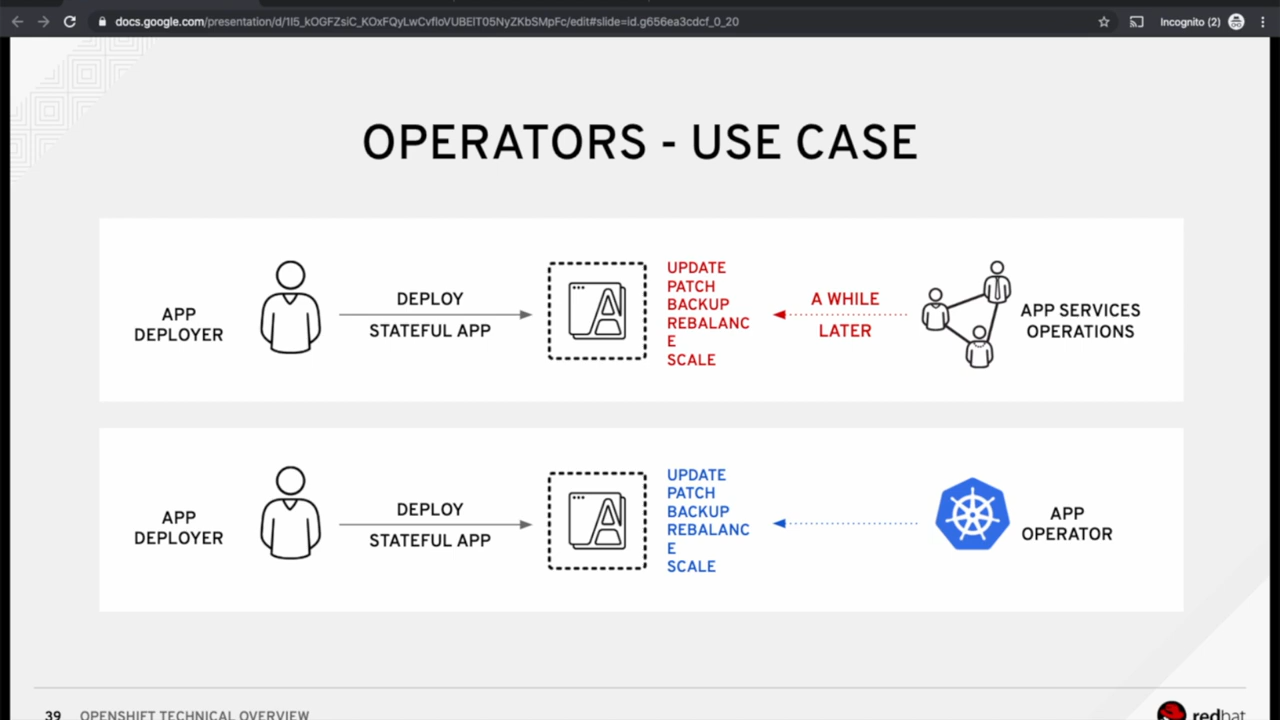 docs.google.com/presentation/d/1I5_kOGFZsiC_KOxFQyLwCvfloVUBElT05NyZKbSMpFc/edit#slide=id.g656ea3cdcf_0_20
Incognito (2)
OPERATORS - USE CASE
APP
DEPLOYER
DEPLOY
STATEFUL APP
UPDATE
PATCH
BACKUP
REBALANC
E
SCALE
A WHILE
LATER
APP SERVICES
OPERATIONS
APP
DEPLOYER
DEPLOY
STATEFUL APP
UPDATE
PATCH
BACKUP
REBALANC
E
SCALE
APP
OPERATOR
39 OPENSHIFT TECHNICAL OVERVIEW
redhat